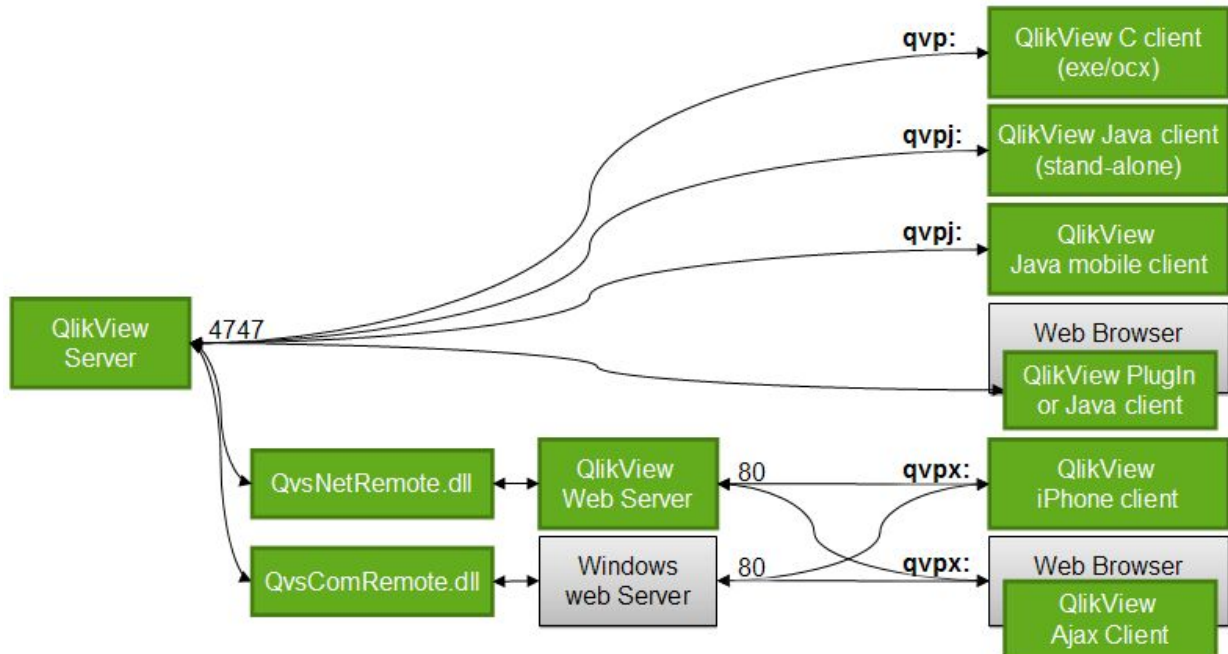 qvp:
QlikView C client
(exe/ocx)
qvpj:
QlikView Java client
(stand-alone)
qvpj:
QlikView
Java mobile client
QlikView
Server
4747
Web Browser
QlikView PlugIn
or Java client
QvsNetRemote.dll
QlikView
Web Server
80
qvpx:
QlikView
iPhone client
QvsComRemote.dll
Windows
web Server
80
qvpx:
Web Browser
QlikView
Ajax Client